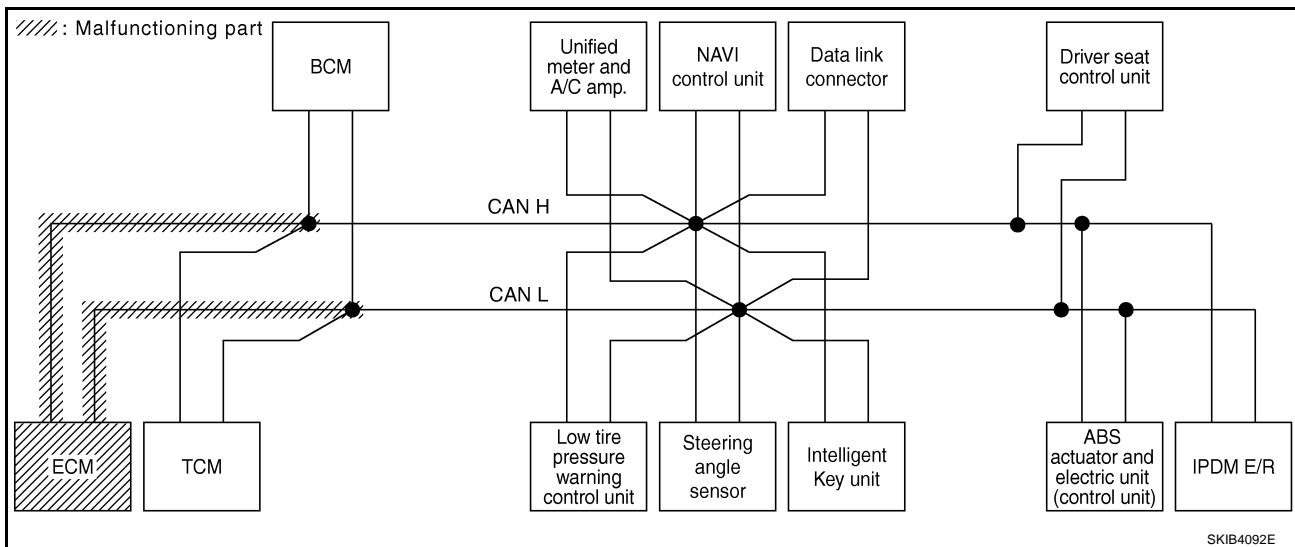 : Malfunctioning part
BCM
Unified
meter and
A/C amp.
NAVI
control unit
Data link
connector
Driver seat
control unit
CAN H
CAN L
ECM
TCM
Low tire
pressure
warning
control unit
Steering
angle
sensor
Intelligent
Key unit
ABS
actuator and
electric unit
(control unit)
IPDM E/R
SKIB4092E